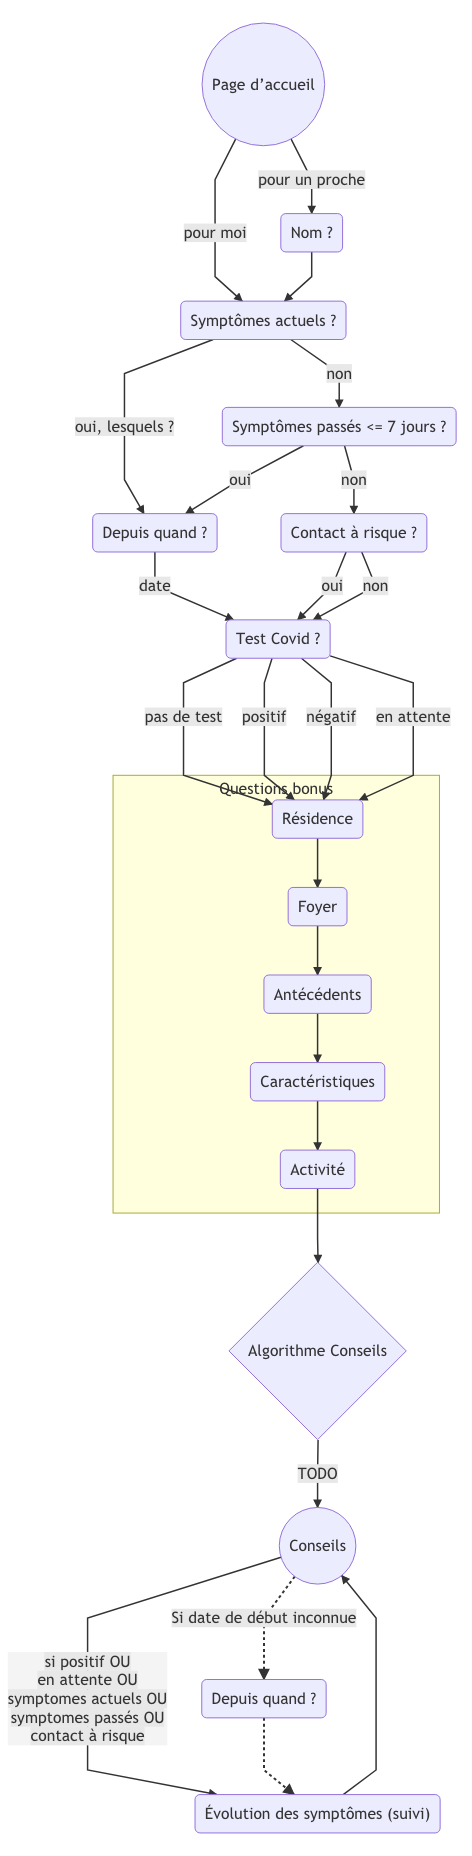 Page d’accueil
pour un proche
pour moi
Nom ?
Symptômes actuels ?
non
oui, lesquels ?
Symptômes passés <= 7 jours ?
oui
non
Depuis quand ?
Contact à risque ?
date
oui
non
Test Covid ?
pas de test
positif
négatif
en attente
Questions bonus
Résidence
Foyer
Antécédents
Caractéristiques
Activité
Algorithme Conseils
TODO
Conseils
Si date de début inconnue
si positif OU
en attente OU
symptomes actuels OU
symptomes passés OU
contact à risque
Depuis quand ?
Évolution des symptômes (suivi)